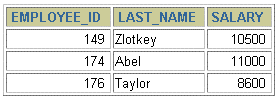 EMPLOYEE_ID LAST_NAME SALARY
149 Zlotkey 10500
174 Abel 11000
176 Taylor 8600